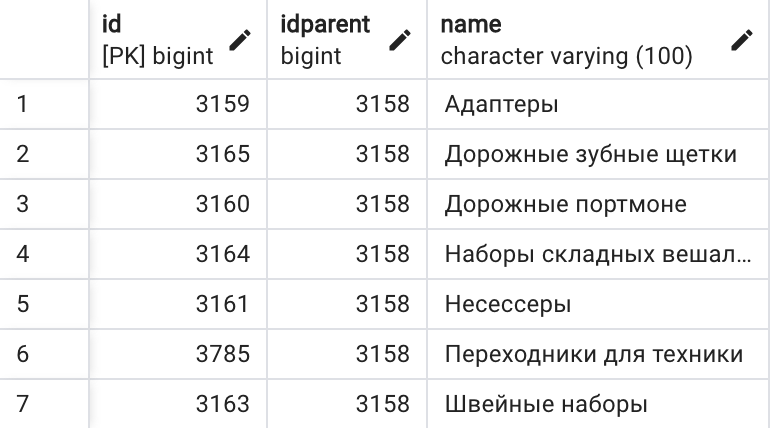 id idparent name
[PK] bigint bigint character varying (100)
1 3159 3158 Адаптеры
2 3165 3158 Дорожные зубные щетки
3 3160 3158 Дорожные портмоне
4 3164 3158 Наборы складных вешал...
5 3161 3158 Несессеры
6 3785 3158 Переходники для техники
7 3163 3158 Швейные наборы